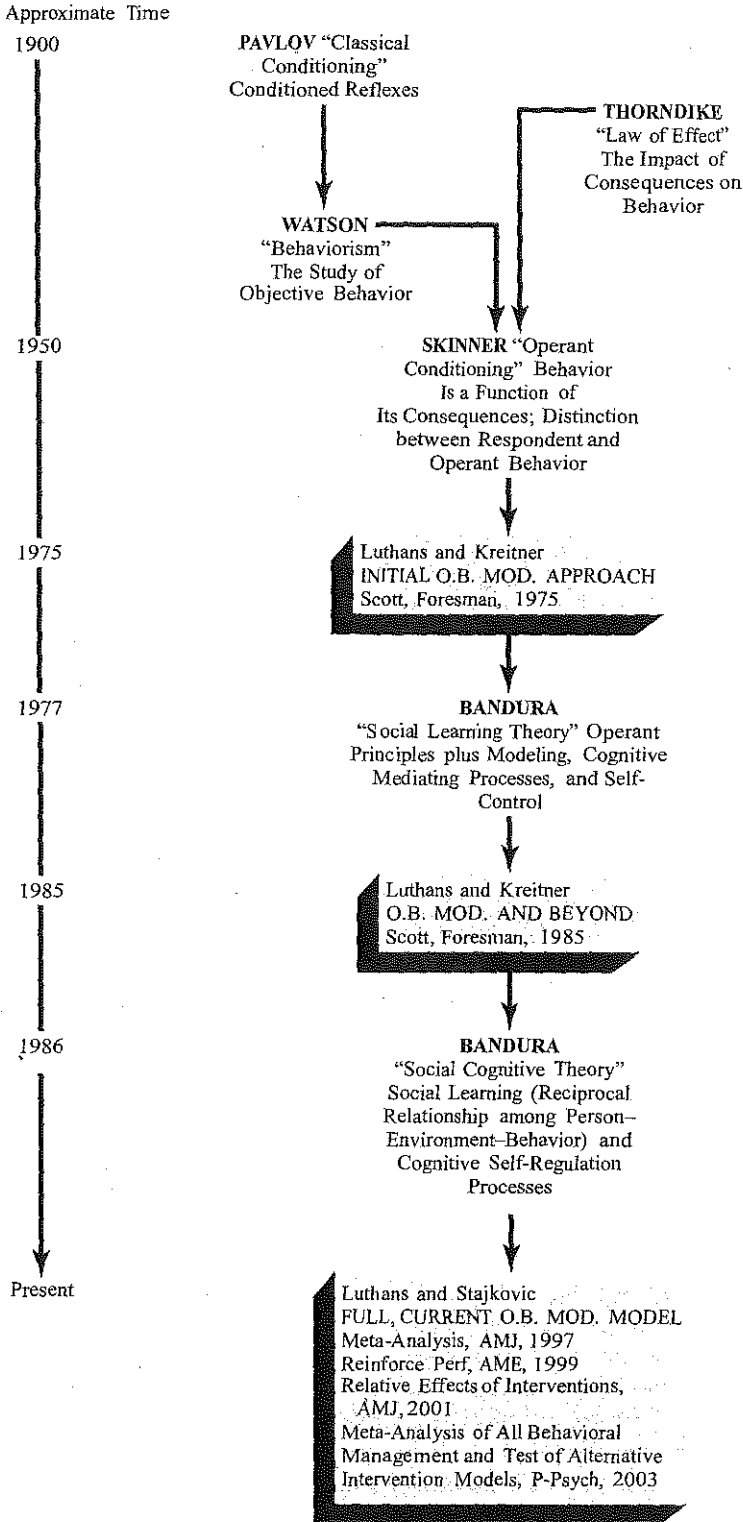 Approximate Time
1900
PAVLOV “Classical
Conditioning”
Conditioned Reflexes
THORNDIKE
“Law of Effect”
The Impact of
Consequences on
Behavior
WATSON
“Behaviorism”
The Study of
Objective Behavior
1950
SKINNER “Operant
Conditioning” Behavior
Is a Function of
Its Consequences; Distinction
between Respondent and
Operant Behavior
1975
Luthans and Kreitner
INITIAL O.B. MOD. APPROACH
Scott, Foresman, 1975
1977
BANDURA
“Social Learning Theory” Operant
Principles plus Modeling, Cognitive
Mediating Processes, and Self-
Control
1985
Luthans and Kreitner
O.B. MOD. AND BEYOND
Scott, Foresman, 1985
1986
BANDURA
“Social Cognitive Theory”
Social Learning (Reciprocal
Relationship among Person–
Environment–Behavior) and
Cognitive Self-Regulation
Processes
Present
Luthans and Stajkovic
FULL, CURRENT O.B. MOD. MODEL
Meta-Analysis, AMJ, 1997
Reinforce Perf, AME, 1999
Relative Effects of Interventions,
AMJ, 2001
Meta-Analysis of All Behavioral
Management and Test of Alternative
Intervention Models, P-Psych, 2003